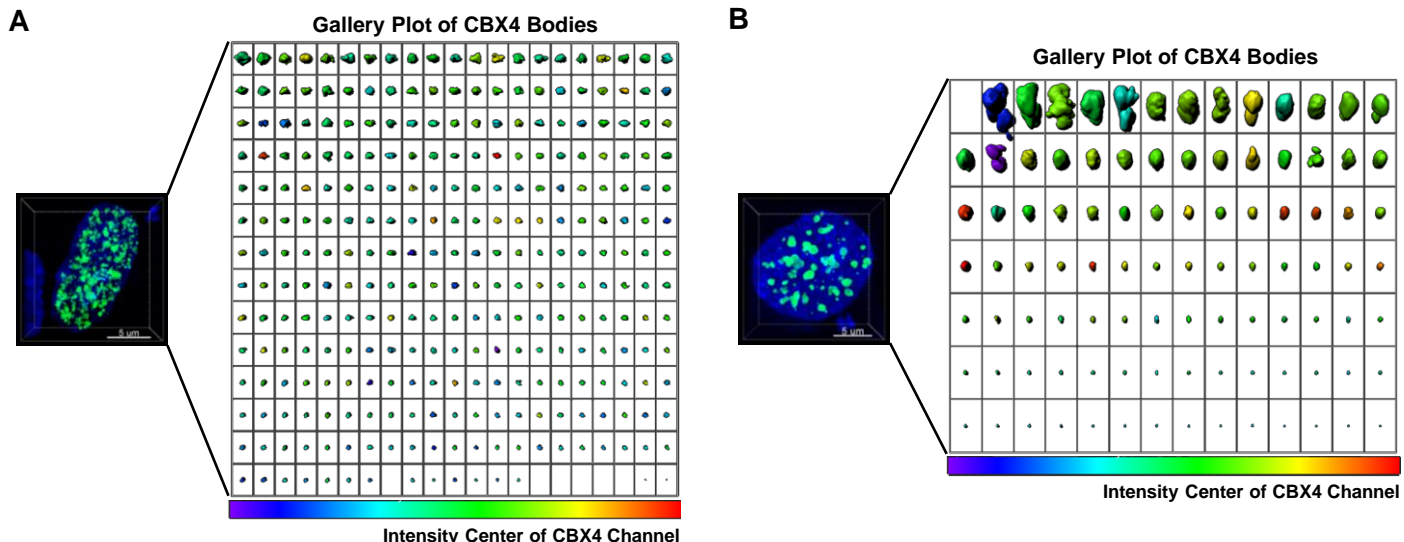 A
Gallery Plot of CBX4 Bodies
5 um
Intensity Center of CBX4 Channel
B
Gallery Plot of CBX4 Bodies
5 um
Intensity Center of CBX4 Channel